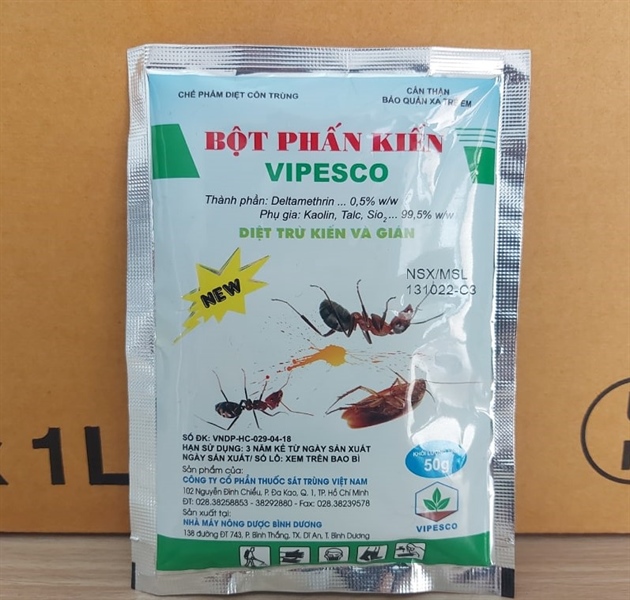 CHẾ PHẨM DIỆT CÔN TRÙNG
CẨN THẬN
BẢO QUẢN XA TRẺ EM
BỘT PHẤN KIẾN
VIPESCO
Thành phần: Deltamethrin ... 0,5% w/w
Phụ gia: Kaolin, Talc, Sio2... 99,5% w/w
DIỆT TRỪ KIẾN VÀ GIÁN
NEW
NSX/MSL
131022-C3
SỐ ĐK: VNDP-HC-029-04-18
HẠN SỬ DỤNG: 3 NĂM KỂ TỪ NGÀY SẢN XUẤT
NGÀY SẢN XUẤT/ SỐ LÔ: XEM TRÊN BAO BÌ
Sản phẩm của:
CÔNG TY CỔ PHẦN THUỐC SÁT TRÙNG VIỆT NAM
102 Nguyễn Đình Chiểu, P. Đa Kao, Q. 1, TP. Hồ Chí Minh
ĐT: 028.38258853 - 38292880 - Fax: 028.38239578
Sản xuất tại:
NHÀ MÁY NÔNG DƯỢC BÌNH DƯƠNG
138 đường ĐT 743, P. Bình Thắng, TX. Dĩ An, T. Bình Dương
KHỐI LƯỢNG
50g
VIPESCO
x 1L